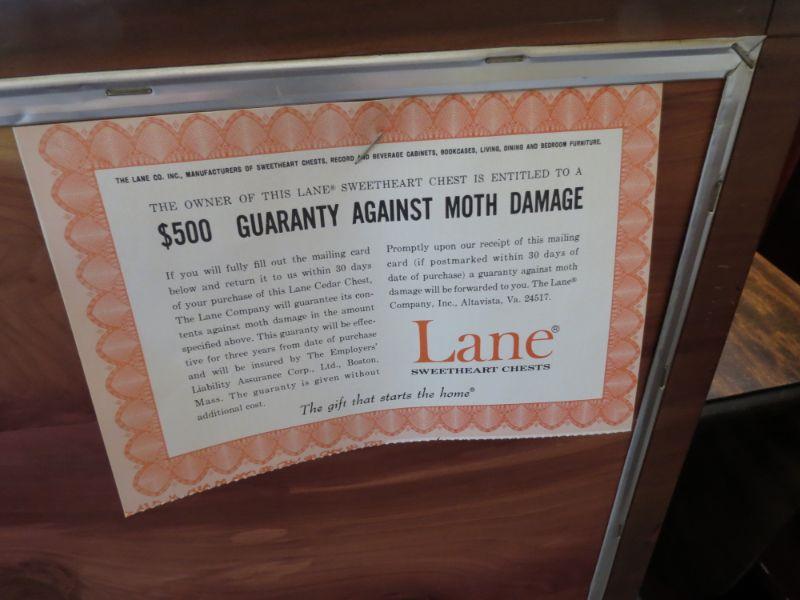 THE LANE CO. INC., MANUFACTURERS OF SWEETHEART CHESTS, RECORD AND BEVERAGE CABINETS, BOOKCASES, LIVING, DINING AND BEDROOM FURNITURE.
THE OWNER OF THIS LANE® SWEETHEART CHEST IS ENTITLED TO A
$500 GUARANTY AGAINST MOTH DAMAGE
If you will fully fill out the mailing card
below and return it to us within 30 days
of your purchase of this Lane Cedar Chest,
The Lane Company will guarantee its con-
tents against moth damage in the amount
specified above. This guaranty will be effec-
tive for three years from date of purchase
and will be insured by The Employers'
Liability Assurance Corp., Ltd., Boston,
Mass. The guaranty is given without
additional cost.
Promptly upon our receipt of this mailing
card (if postmarked within 30 days of
date of purchase) a guaranty against moth
damage will be forwarded to you. The Lane®
Company, Inc., Altavista, Va. 24517.
Lane®
SWEETHEART CHESTS
The gift that starts the home®